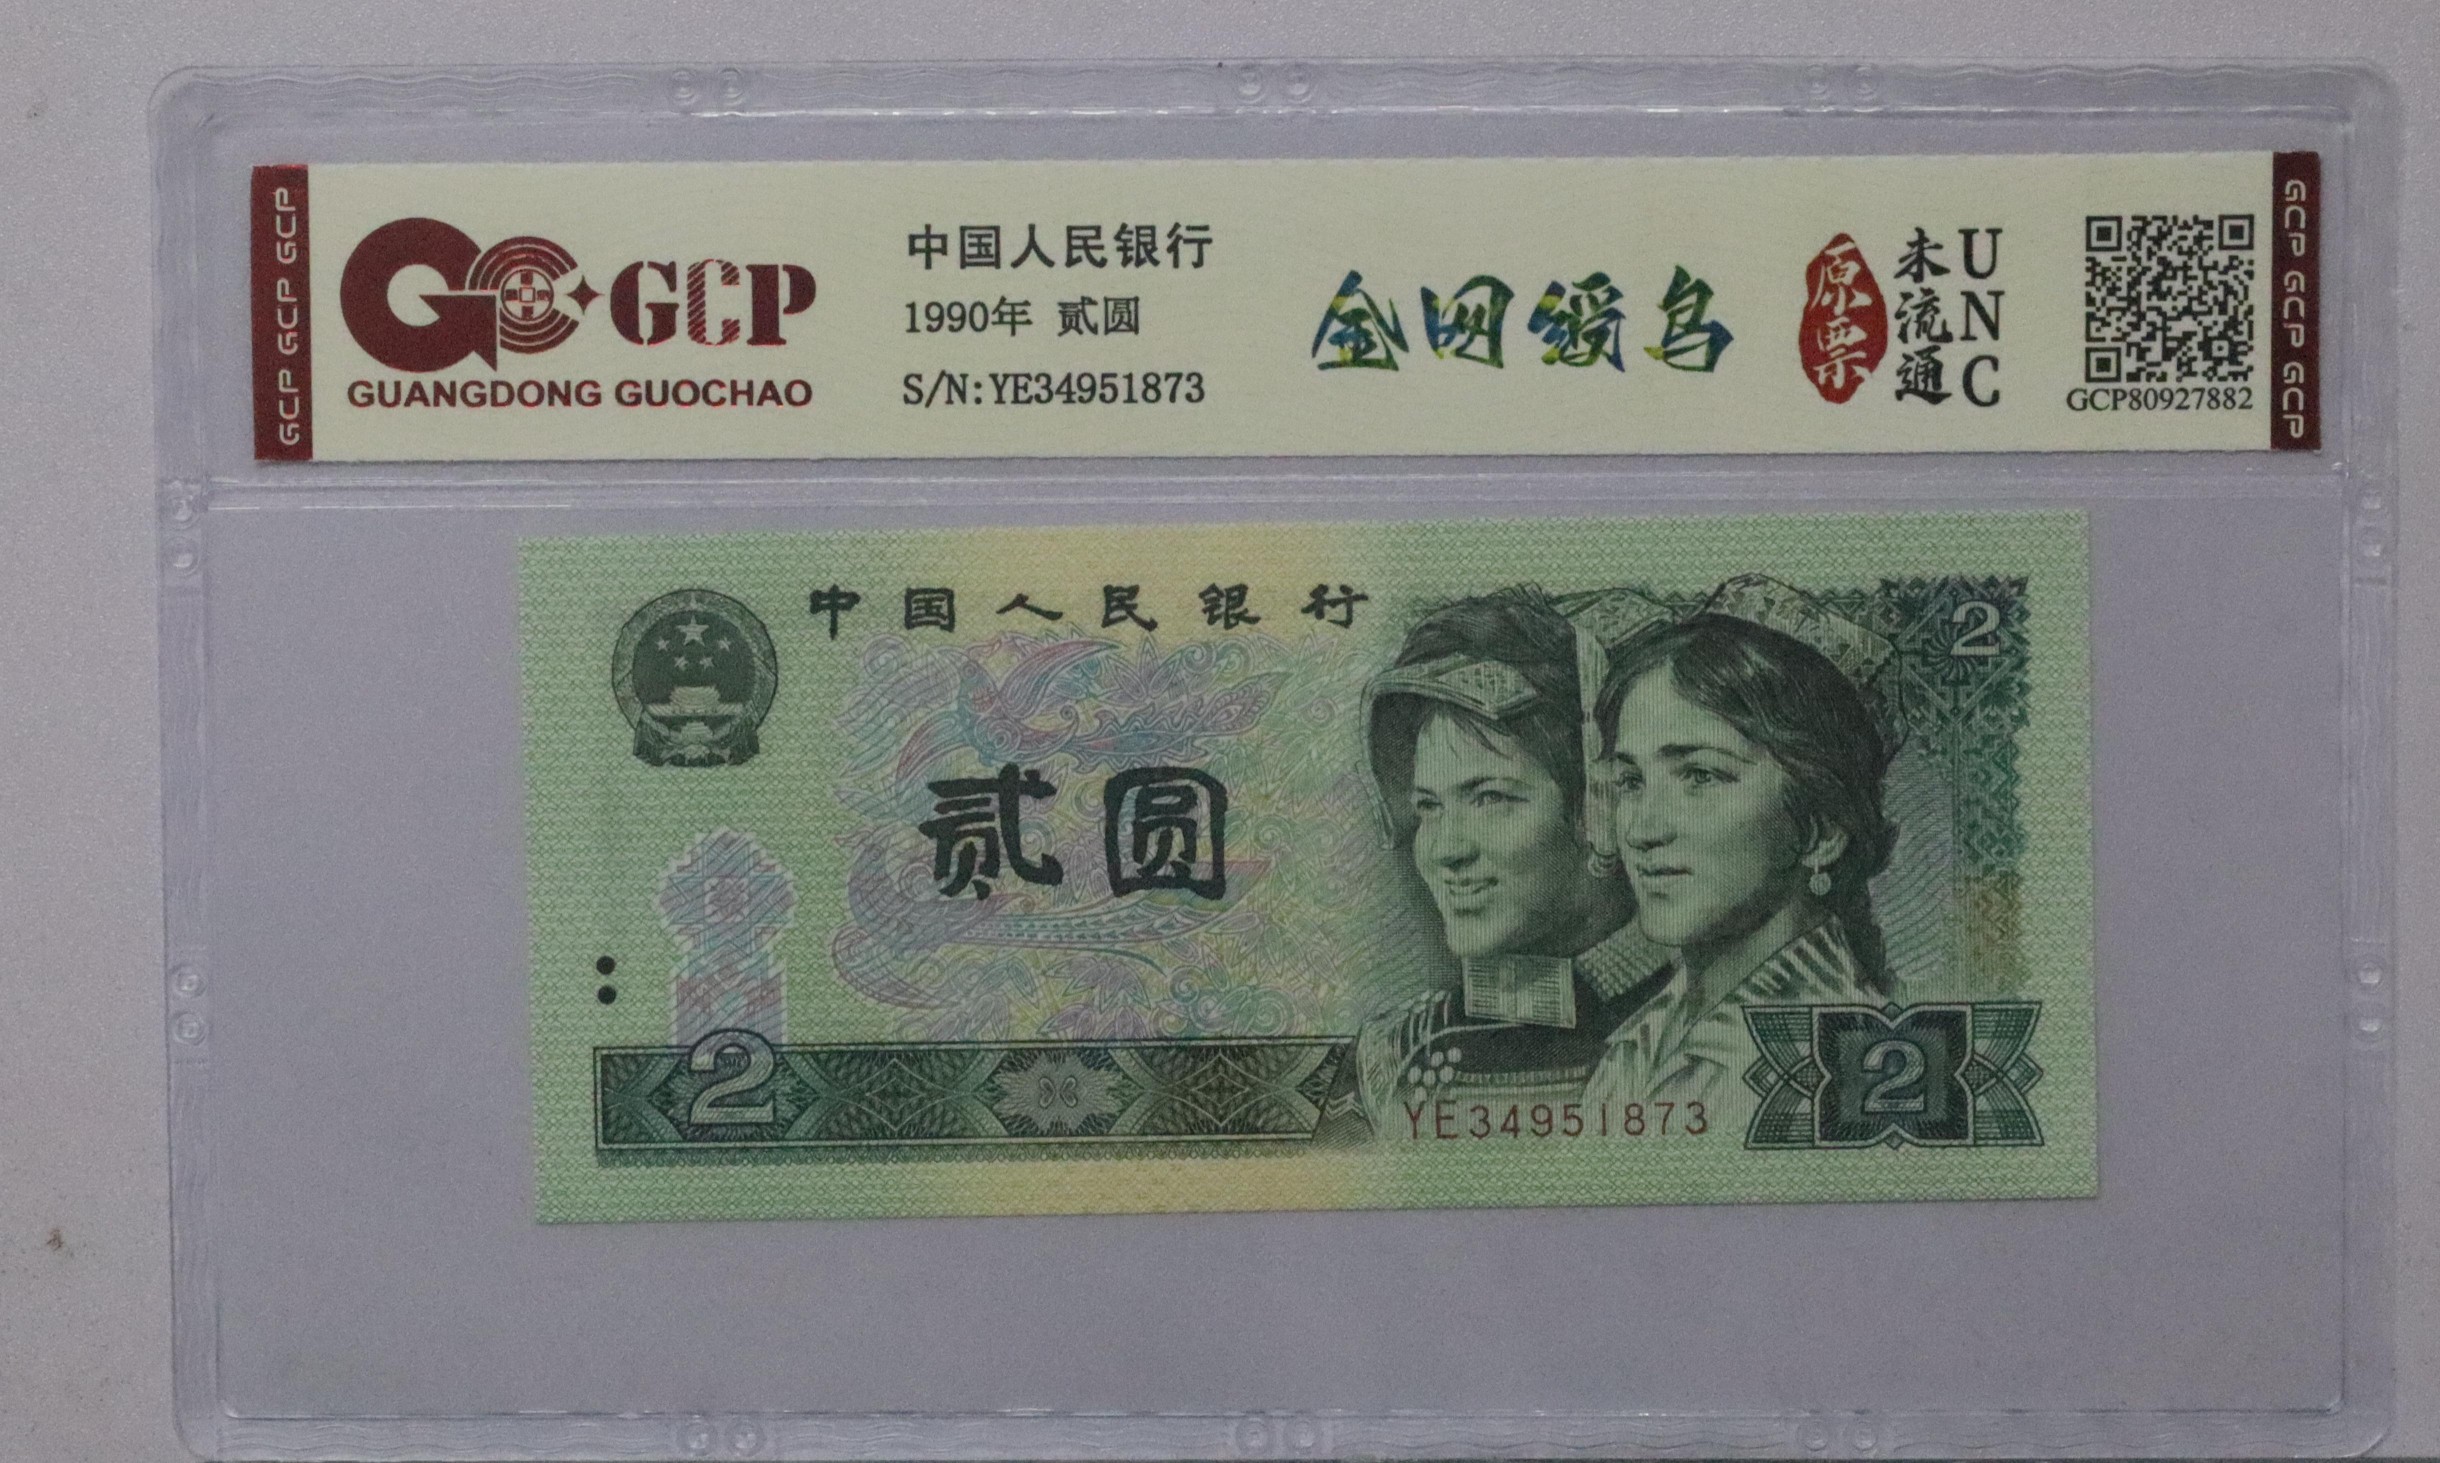 GCP GCP GCP
GCP
GUANGDONG GUOCHAO
中国人民银行
1990年 贰圆
S/N:YE34951873
金网绶鸟
原票
未流通
UNC
GCP80927882
GCP GCP GCP
中国人民银行
2
贰圆
2
YE34951873
2